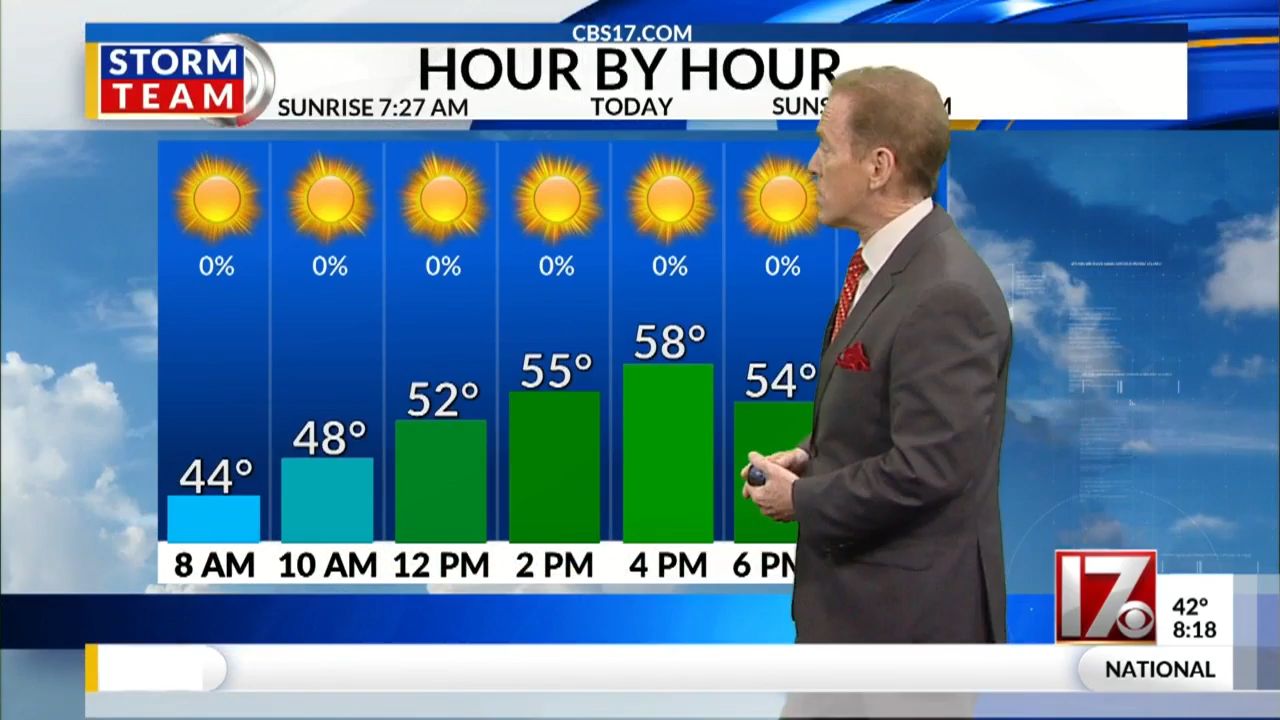 CBS17.COM
STORM
TEAM
HOUR BY HOUR
SUNRISE 7:27 AM
TODAY
0% 0% 0% 0% 0% 0%
44° 48° 52° 55° 58° 54°
8 AM 10 AM 12 PM 2 PM 4 PM 6 PM
17
42°
8:18
NATIONAL